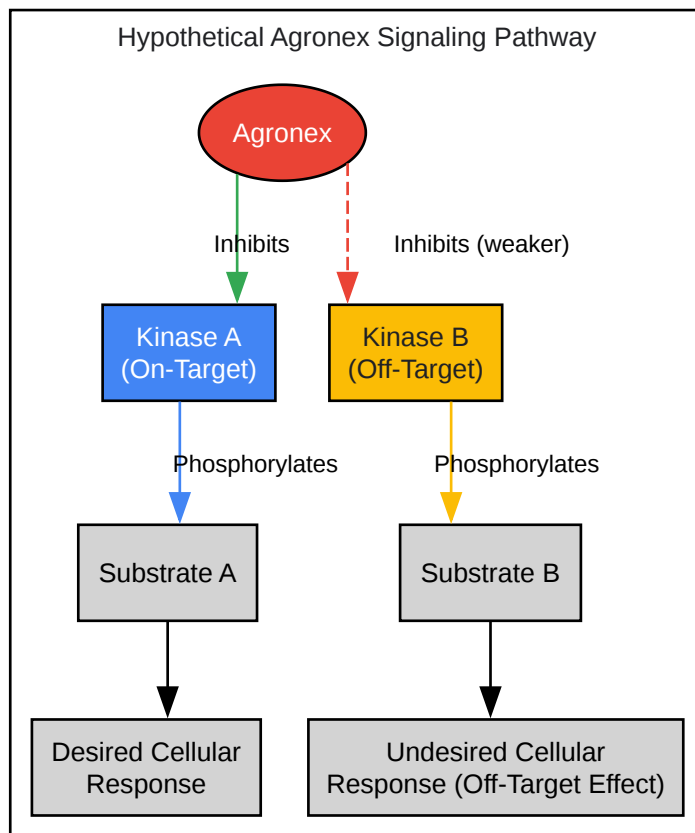 Hypothetical Agronex Signaling Pathway
Agronex
Inhibits
Inhibits (weaker)
Kinase A
(On-Target)
Kinase B
(Off-Target)
Phosphorylates
Phosphorylates
Substrate A
Substrate B
Desired Cellular
Response
Undesired Cellular
Response (Off-Target Effect)